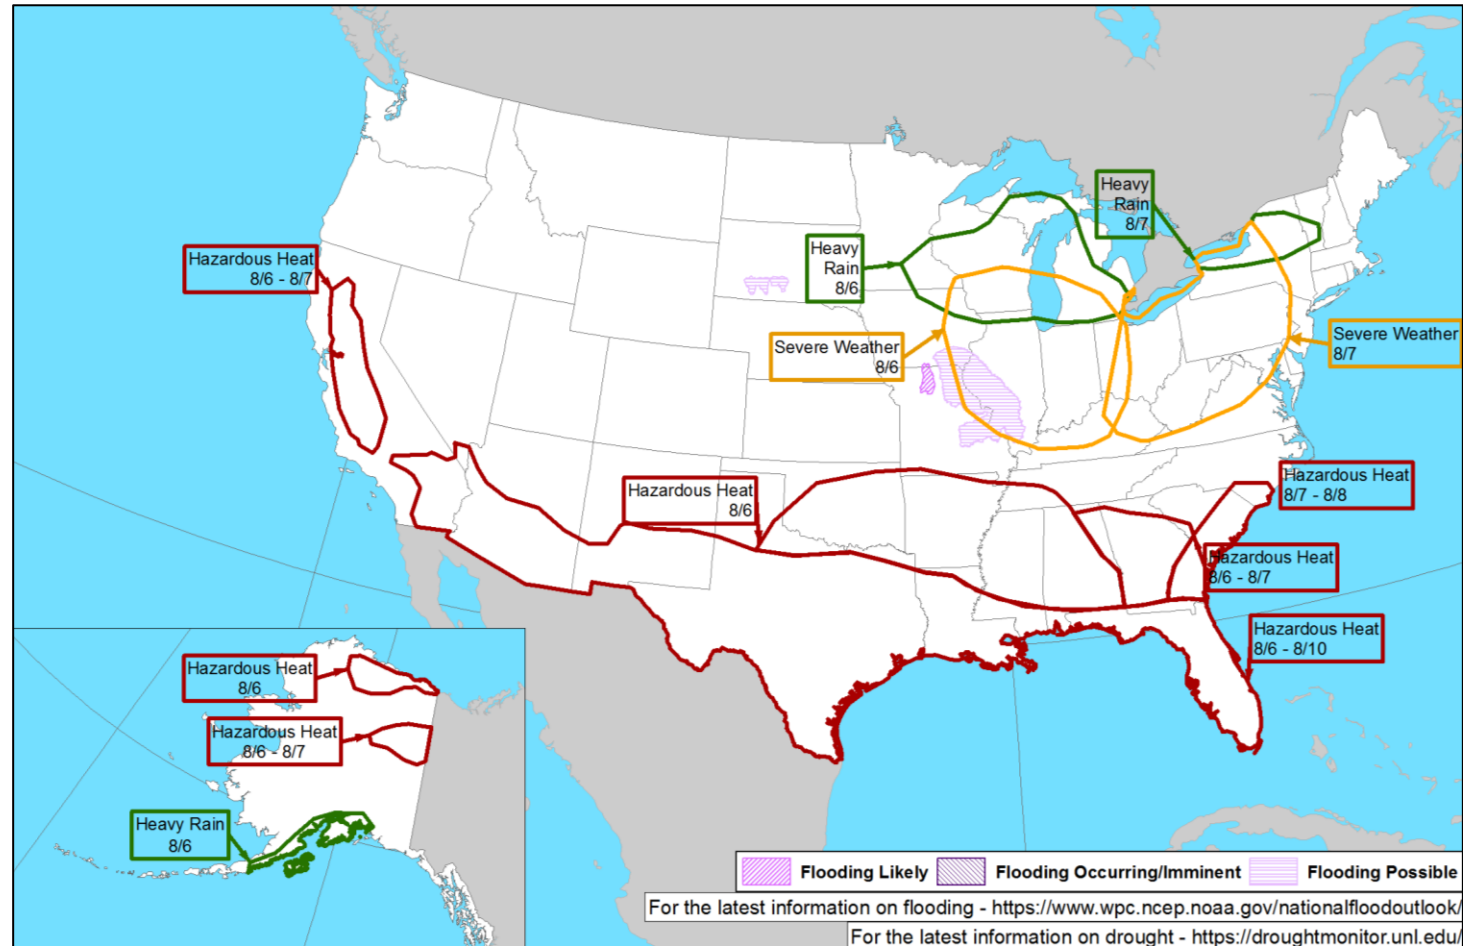 Heavy
Rain
8/7
Hazardous Heat
8/6 - 8/7
Heavy
Rain
8/6
Severe Weather
8/6
Severe Weather
8/7
Hazardous Heat
8/6
Hazardous Heat
8/7 - 8/8
Hazardous Heat
8/6 - 8/7
Hazardous Heat
8/6 - 8/10
Hazardous Heat
8/6
Hazardous Heat
8/6 - 8/7
Heavy Rain
8/6
Flooding Likely Flooding Occurring/Imminent Flooding Possible
For the latest information on flooding - https://www.wpc.ncep.noaa.gov/nationalfloodoutlook/
For the latest information on drought - https://droughtmonitor.unl.edu/